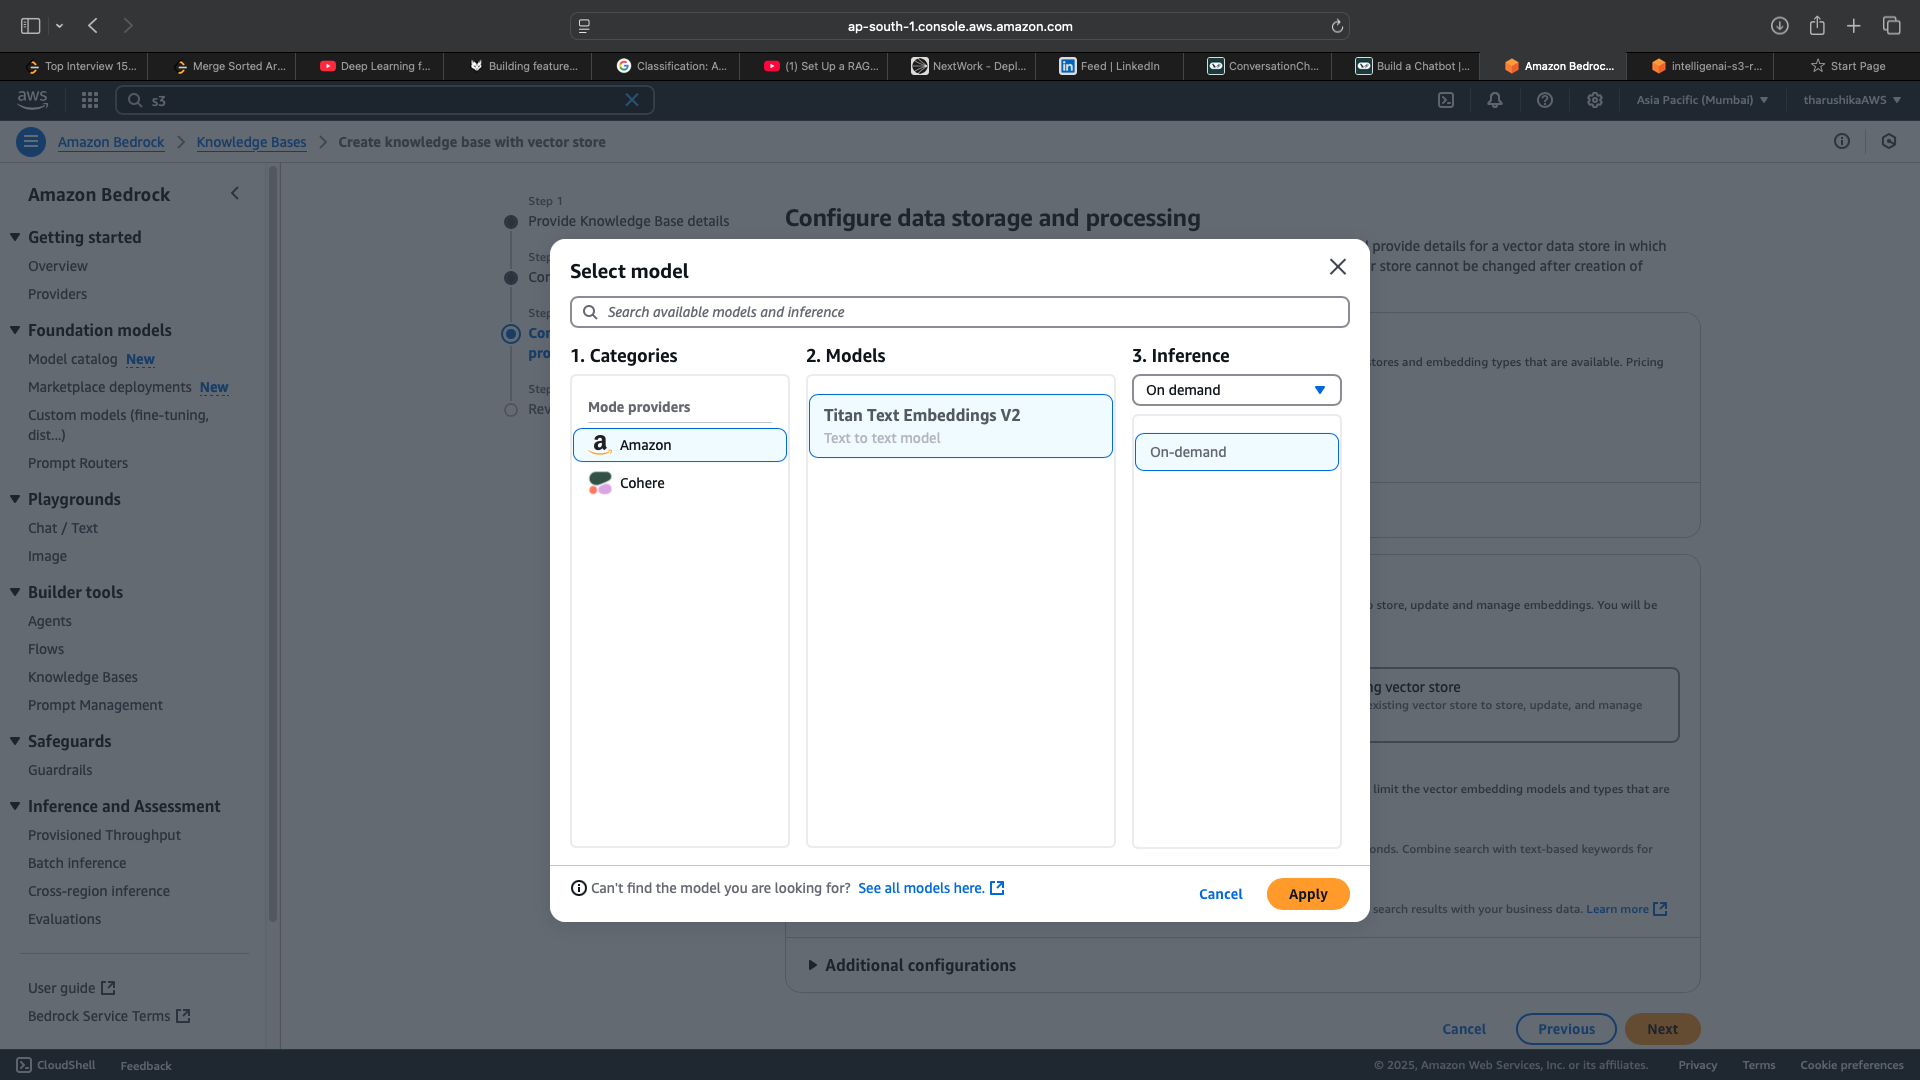 ap-south-1.console.aws.amazon.com
Top Interview 15...
Merge Sorted Ar...
Deep Learning f...
Building feature...
Classification: A...
(1) Set Up a RAG...
NextWork - Depl...
Feed | LinkedIn
ConversationCh...
Build a Chatbot |...
Amazon Bedroc...
intelligenai-s3-r...
Start Page
aws
s3
Asia Pacific (Mumbai)
tharushikaAWS
Amazon Bedrock
Knowledge Bases
Create knowledge base with vector store
Amazon Bedrock
Getting started
Overview
Providers
Foundation models
Model catalog New
Marketplace deployments New
Custom models (fine-tuning,
dist...)
Prompt Routers
Playgrounds
Chat / Text
Image
Builder tools
Agents
Flows
Knowledge Bases
Prompt Management
Safeguards
Guardrails
Inference and Assessment
Provisioned Throughput
Batch inference
Cross-region inference
Evaluations
User guide
Bedrock Service Terms
Step 1
Provide Knowledge Base details
Step
Con
Step
Con
pro
Step
Rev
Configure data storage and processing
provide details for a vector data store in which
r store cannot be changed after creation of
tores and embedding types that are available. Pricing
store, update and manage embeddings. You will be
ng vector store
existing vector store to store, update, and manage
limit the vector embedding models and types that are
onds. Combine search with text-based keywords for
search results with your business data. Learn more
Additional configurations
Cancel
Previous
Next
Select model
Search available models and inference
1. Categories
Mode providers
Amazon
Cohere
2. Models
Titan Text Embeddings V2
Text to text model
3. Inference
On demand
On-demand
Can't find the model you are looking for? See all models here.
Cancel
Apply
CloudShell
Feedback
© 2025, Amazon Web Services, Inc. or its affiliates.
Privacy
Terms
Cookie preferences